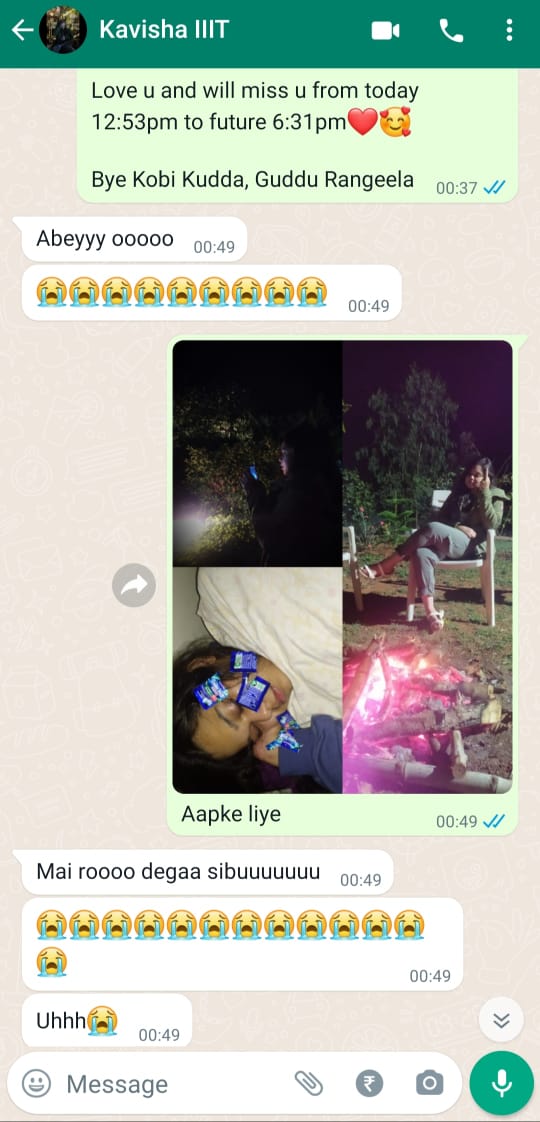 Kavisha IIIT
Love u and will miss u from today
12:53pm to future 6:31pm❤️🥰
Bye Kobi Kudda, Guddu Rangeela 00:37
Abeyyy ooooo 00:49
😭😭😭😭😭😭😭😭😭 00:49
Aapke liye 00:49
Mai roooo degaa sibuuuuuuu 00:49
😭😭😭😭😭😭😭😭😭😭😭😭
😭 00:49
Uhhh😭 00:49
Message